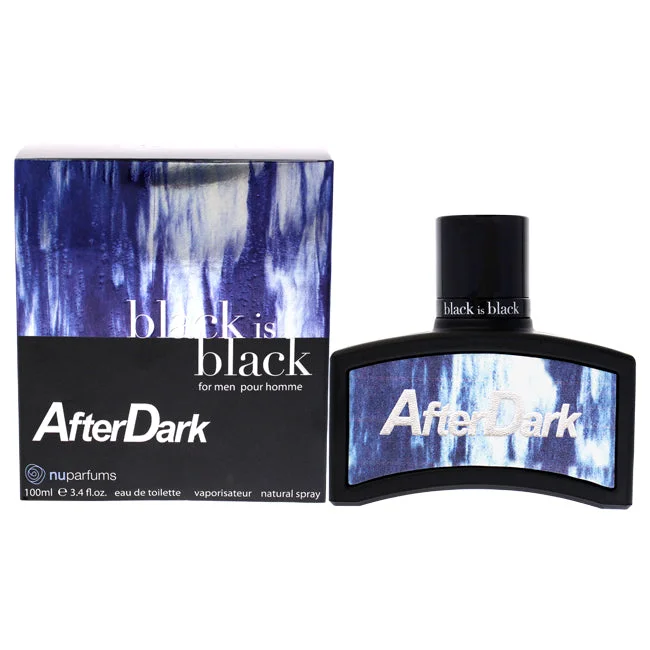 black is
black
for men pour homme
AfterDark
nuparfums
100ml ℮ 3.4 fl.oz. eau de toilette vaporisateur natural spray
black is black
AfterDark